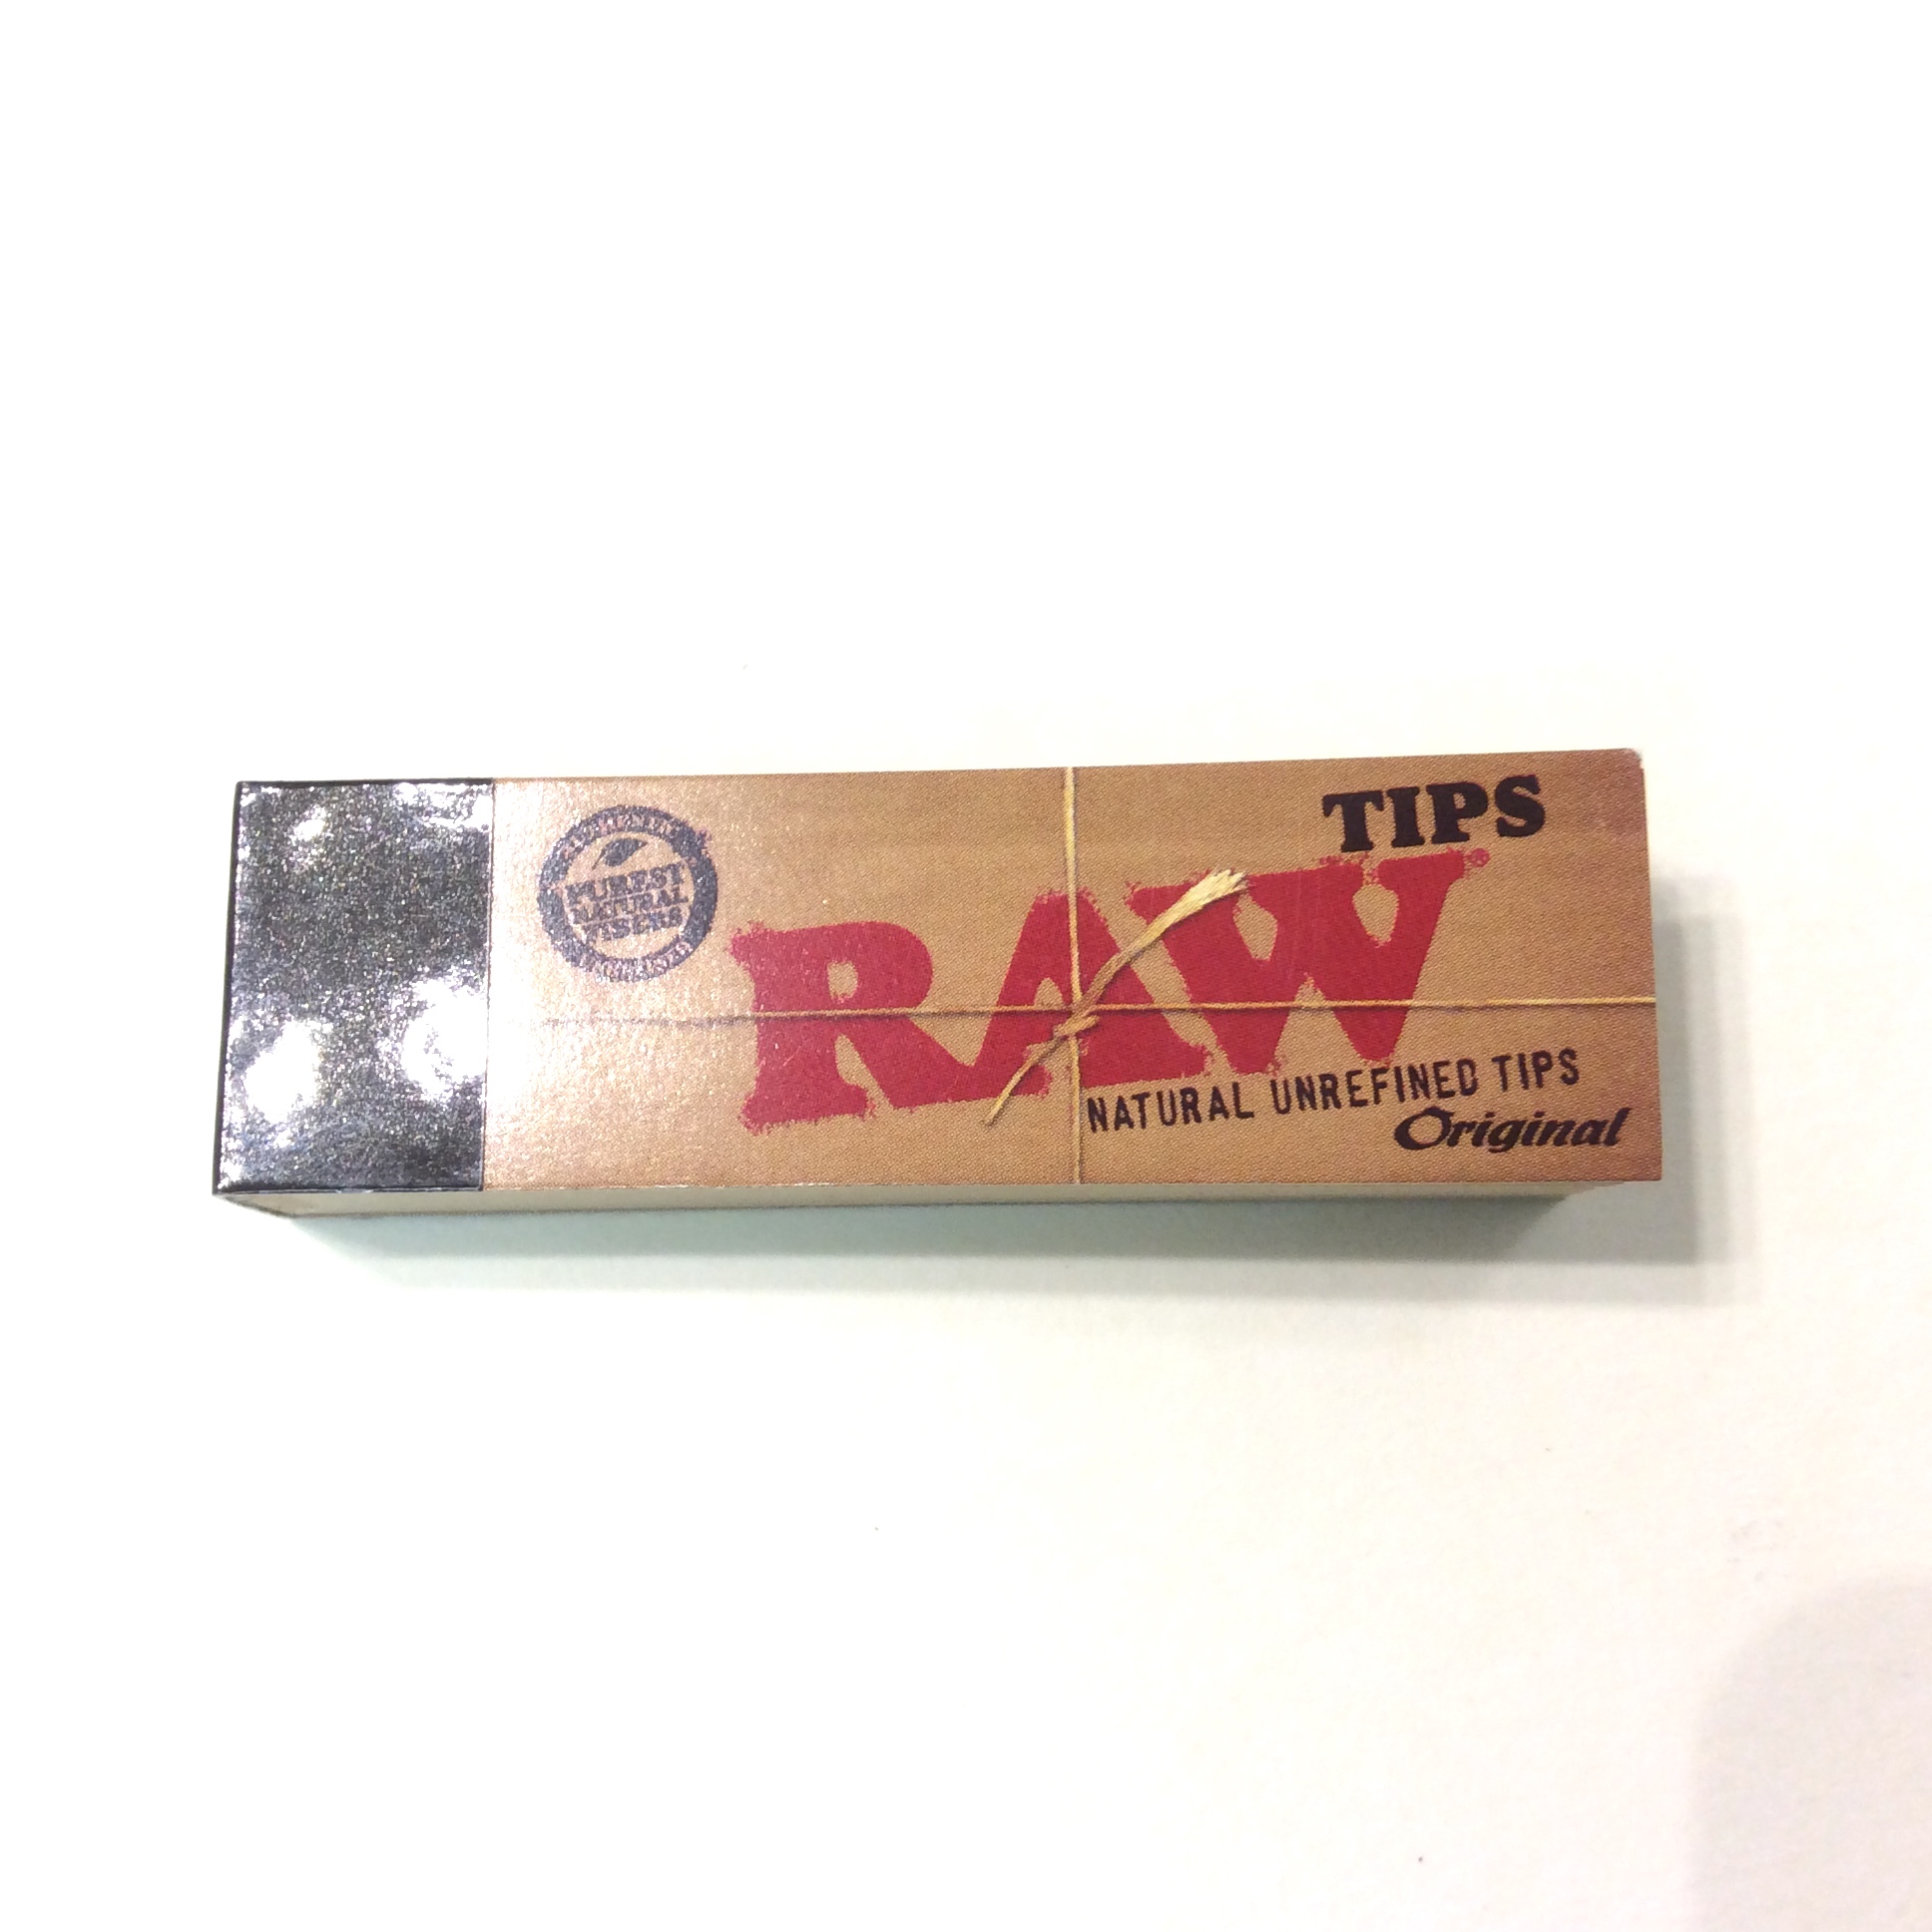 PUREST
NATURAL
FIBERS
TIPS
RAW®
NATURAL UNREFINED TIPS
Original